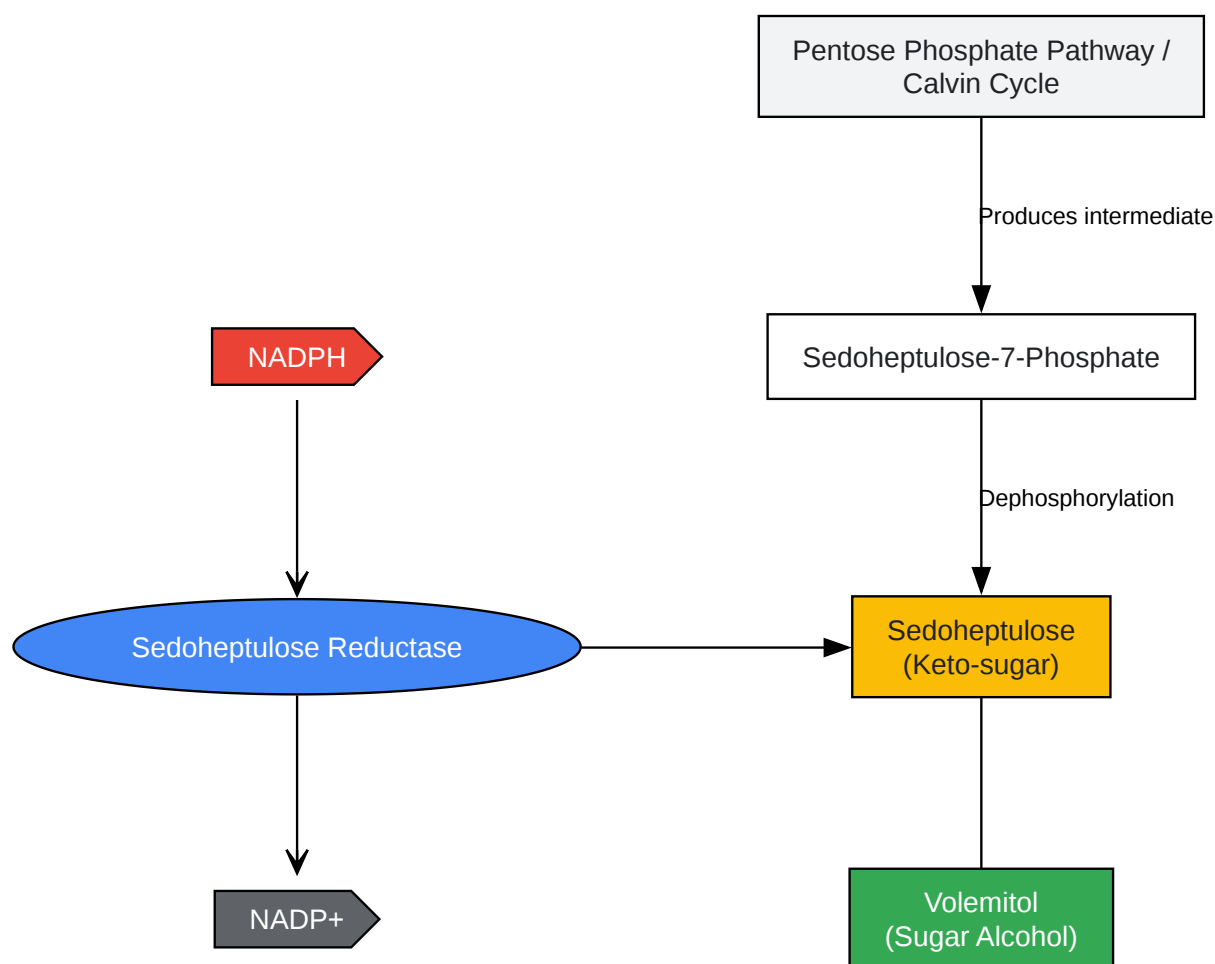 Pentose Phosphate Pathway /
Calvin Cycle
Produces intermediate
NADPH
Sedoheptulose-7-Phosphate
Dephosphorylation
Sedoheptulose Reductase
Sedoheptulose
(Keto-sugar)
NADP+
Volemitol
(Sugar Alcohol)